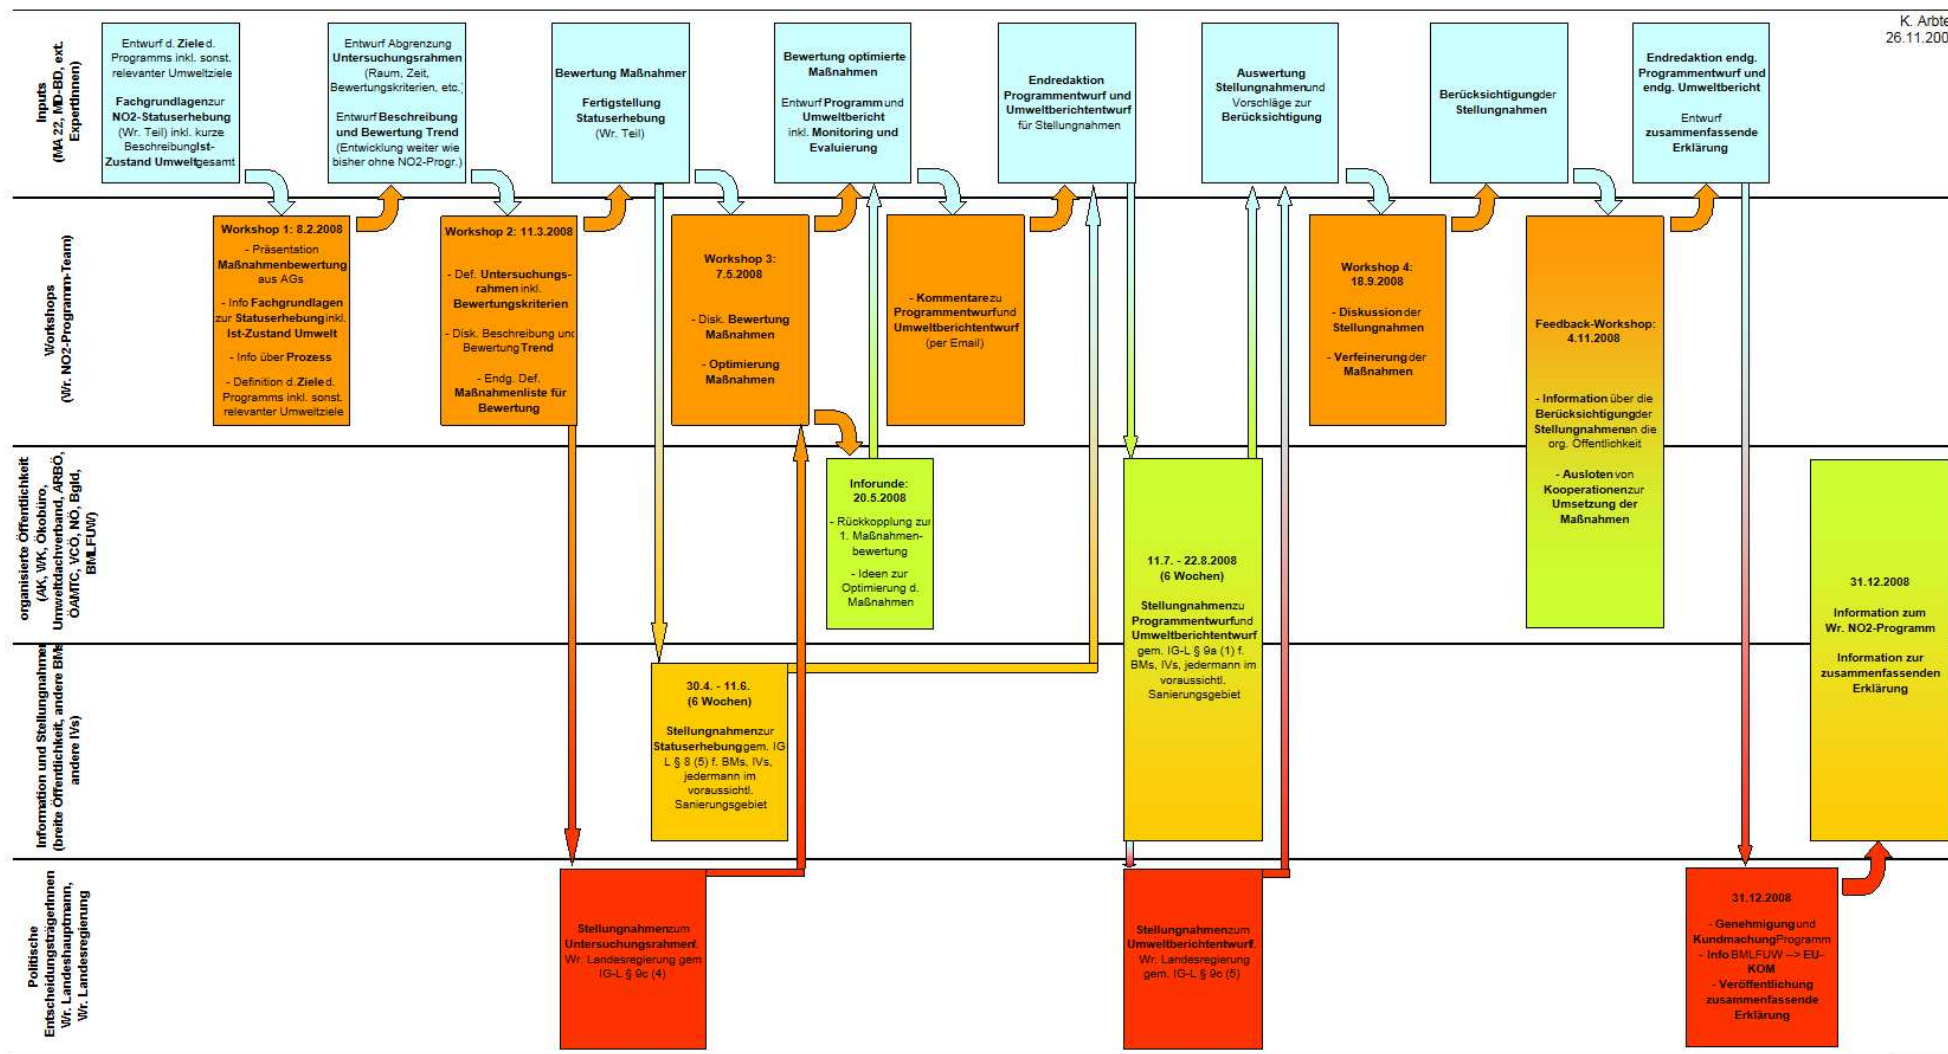 K. Arbte
26.11.200
Inputs
(MA 22, MD-BD, ext.
ExpertInnen)
Entwurf d. Ziele d.
Programms inkl. sonst.
relevanter Umweltziele
Fachgrundlagen zur
NO2-Statuserhebung
(Wr. Teil) inkl. kurze
Beschreibung Ist-
Zustand Umwelt gesamt
Entwurf Abgrenzung
Untersuchungsrahmen
(Raum, Zeit,
Bewertungskriterien, etc.)
Entwurf Beschreibung
und Bewertung Trend
(Entwicklung weiter wie
bisher ohne NO2-Progr.)
Bewertung Maßnahmer
Fertigstellung
Statuserhebung
(Wr. Teil)
Bewertung optimierte
Maßnahmen
Entwurf Programm und
Umweltbericht
inkl. Monitoring und
Evaluierung
Endredaktion
Programmentwurf und
Umweltberichtentwurf
für Stellungnahmen
Auswertung
Stellungnahmen und
Vorschläge zur
Berücksichtigung
Berücksichtigung der
Stellungnahmen
Endredaktion endg.
Programmentwurf und
endg. Umweltbericht
Entwurf
zusammenfassende
Erklärung
Workshops
(Wr. NO2-Programm-Team)
Workshop 1: 8.2.2008
- Präsentation
Maßnahmenbewertung
aus AGs
- Info Fachgrundlagen
zur Statuserhebung inkl.
Ist-Zustand Umwelt
- Info über Prozess
- Definition d. Ziele d.
Programms inkl. sonst.
relevanter Umweltziele
Workshop 2: 11.3.2008
- Def. Untersuchungs-
rahmen inkl.
Bewertungskriterien
- Disk. Beschreibung und
Bewertung Trend
- Endg. Def.
Maßnahmenliste für
Bewertung
Workshop 3:
7.5.2008
- Disk. Bewertung
Maßnahmen
- Optimierung
Maßnahmen
- Kommentare zu
Programmentwurf und
Umweltberichtentwurf
(per Email)
Workshop 4:
18.9.2008
- Diskussion der
Stellungnahmen
- Verfeinerung der
Maßnahmen
Feedback-Workshop:
4.11.2008
- Information über die
Berücksichtigung der
Stellungnahmen an die
org. Öffentlichkeit
- Ausloten von
Kooperationen zur
Umsetzung der
Maßnahmen
organisierte Öffentlichkeit
(AK, WK, Ökobüro,
Umweltdachverband, ARBÖ,
ÖAMTC, VCÖ, NÖ, Bgld,
BMLFUW)
Inforunde:
20.5.2008
- Rückkopplung zur
1. Maßnahmen-
bewertung
- Ideen zur
Optimierung d.
Maßnahmen
11.7. - 22.8.2008
(6 Wochen)
Stellungnahmen zu
Programmentwurf und
Umweltberichtentwurf
gem. IG-L § 9a (1) f.
BMs, IVs, jedermann im
voraussichtl.
Sanierungsgebiet
31.12.2008
Information zum
Wr. NO2-Programm
Information zur
zusammenfassenden
Erklärung
Information und Stellungnahmen
(breite Öffentlichkeit, andere BMs
andere IVs)
30.4. - 11.6.
(6 Wochen)
Stellungnahmen zur
Statuserhebung gem. IG
L § 8 (5) f. BMs, IVs,
jedermann im
voraussichtl.
Sanierungsgebiet
Politische
EntscheidungsträgerInnen
Wr. Landeshauptmann,
Wr. Landesregierung
Stellungnahmen zum
Untersuchungsrahmen f.
Wr. Landesregierung gem
IG-L § 9c (4)
Stellungnahmen zum
Umweltberichtentwurf f.
Wr. Landesregierung
gem. IG-L § 9c (5)
31.12.2008
- Genehmigung und
Kundmachung Programm
- Info BMLFUW --> EU-
KOM
- Veröffentlichung
zusammenfassende
Erklärung